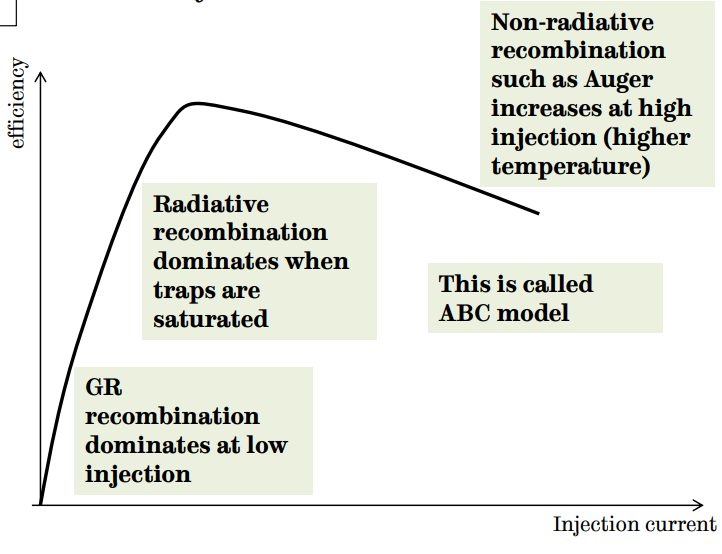 efficiency
Non-radiative
recombination
such as Auger
increases at high
injection (higher
temperature)
Radiative
recombination
dominates when
traps are
saturated
This is called
ABC model
GR
recombination
dominates at low
injection
Injection current